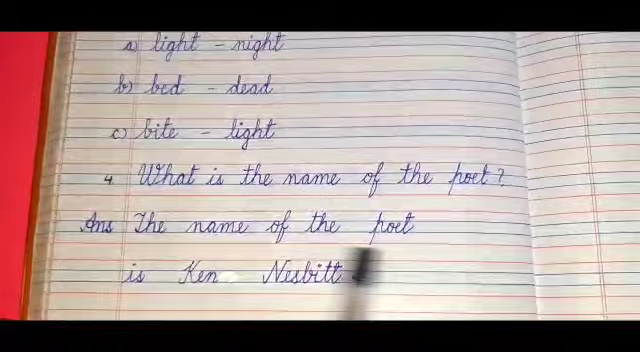 a) light - night
b) bed - dead
c) bite - light
4. What is the name of the poet?
Ans The name of the poet
is Ken Nesbitt